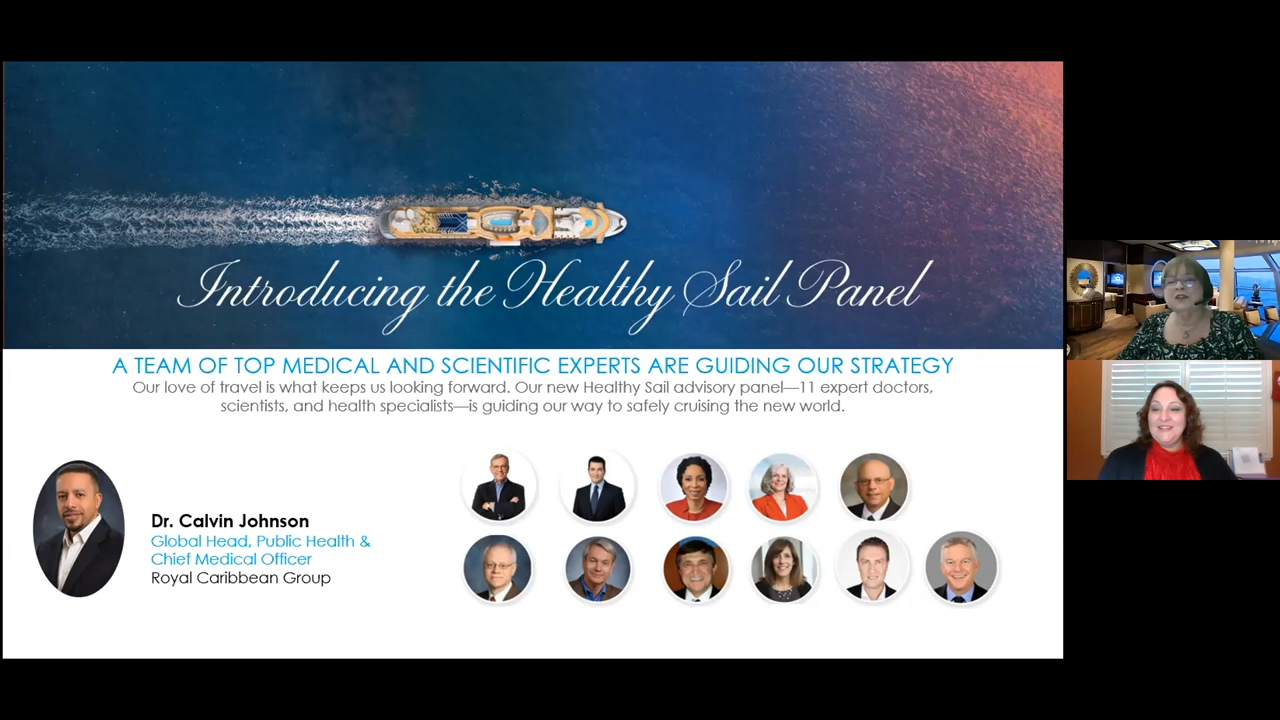 Introducing the Healthy Sail Panel
A TEAM OF TOP MEDICAL AND SCIENTIFIC EXPERTS ARE GUIDING OUR STRATEGY
Our love of travel is what keeps us looking forward. Our new Healthy Sail advisory panel—11 expert doctors,
scientists, and health specialists—is guiding our way to safely cruising the new world.
Dr. Calvin Johnson
Global Head, Public Health &
Chief Medical Officer
Royal Caribbean Group